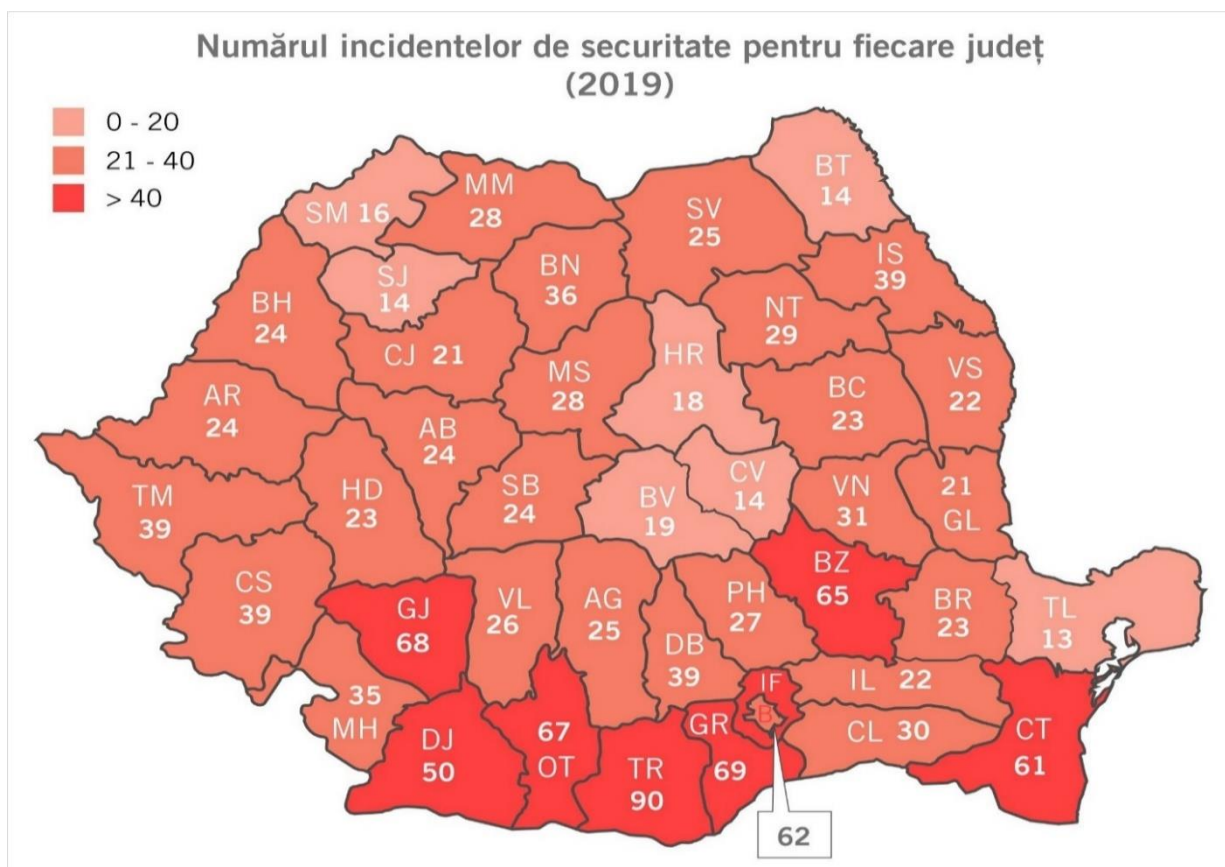 Numărul incidentelor de securitate pentru fiecare județ
(2019)
0 - 20
21 - 40
> 40
BT
14
MM
28
SM 16
SV
25
IS
39
BN
36
SJ
14
BH
24
NT
29
HR
18
CJ 21
MS
28
VS
22
BC
23
AR
24
AB
24
CV
14
VN
31
21
GL
TM
39
HD
23
SB
24
BV
19
BZ
65
CS
39
GJ
68
VL
26
AG
25
PH
27
BR
23
TL
13
DB
39
IF
B
IL 22
35
MH
GR
69
CL 30
CT
61
DJ
50
67
OT
TR
90
62